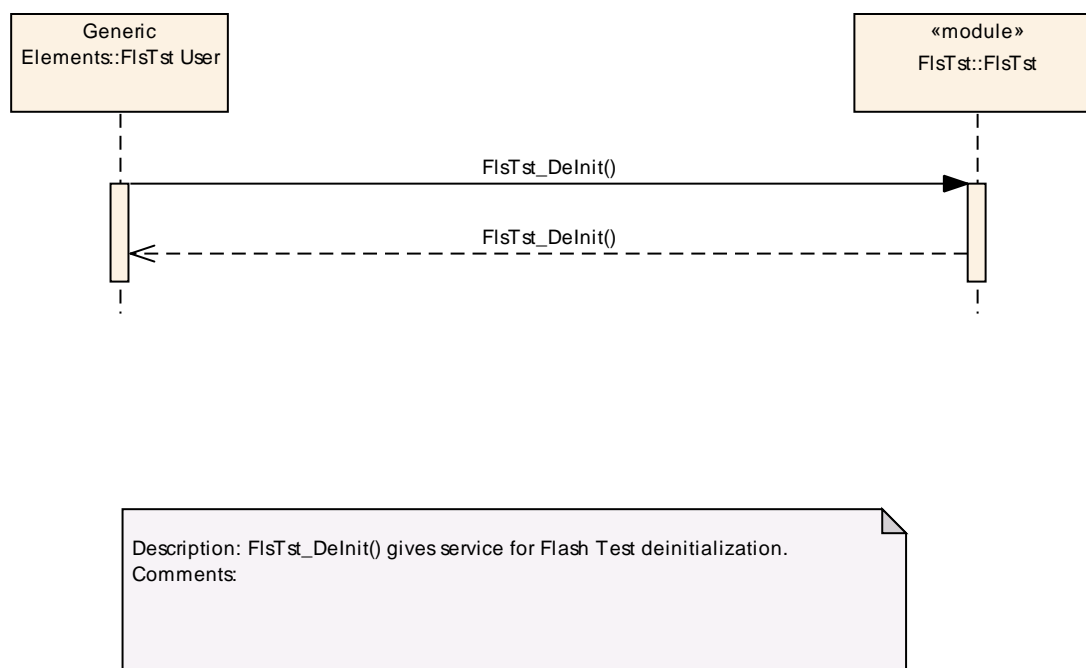 Generic
Elements::FlsTst User
«module»
FlsTst::FlsTst
FlsTst_DeInit()
FlsTst_DeInit()
Description: FlsTst_DeInit() gives service for Flash Test deinitialization.
Comments: